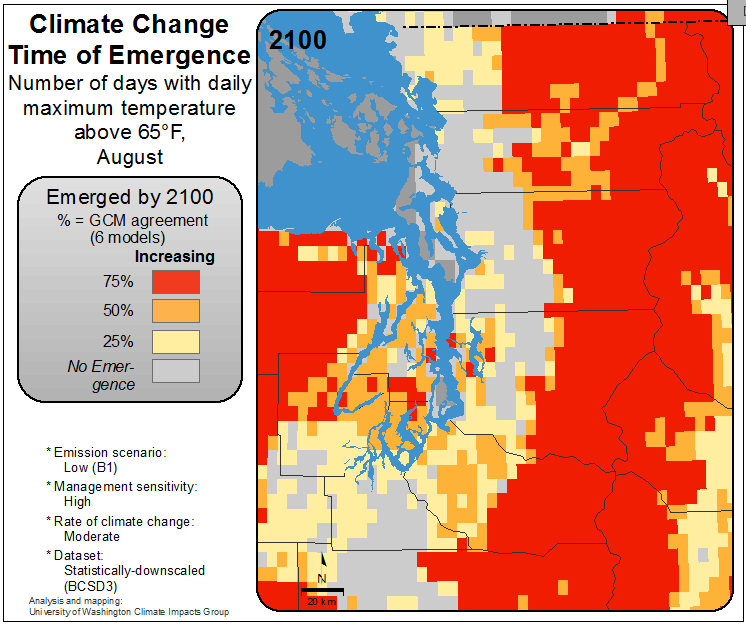 Climate Change
Time of Emergence
Number of days with daily
maximum temperature
above 65°F,
August
Emerged by 2100
% = GCM agreement
(6 models)
Increasing
75%
50%
25%
No Emer-
gence
* Emission scenario:
Low (B1)
* Management sensitivity:
High
* Rate of climate change:
Moderate
* Dataset:
Statistically-downscaled
(BCSD3)
Analysis and mapping:
University of Washington Climate Impacts Group
2100
N
20 km